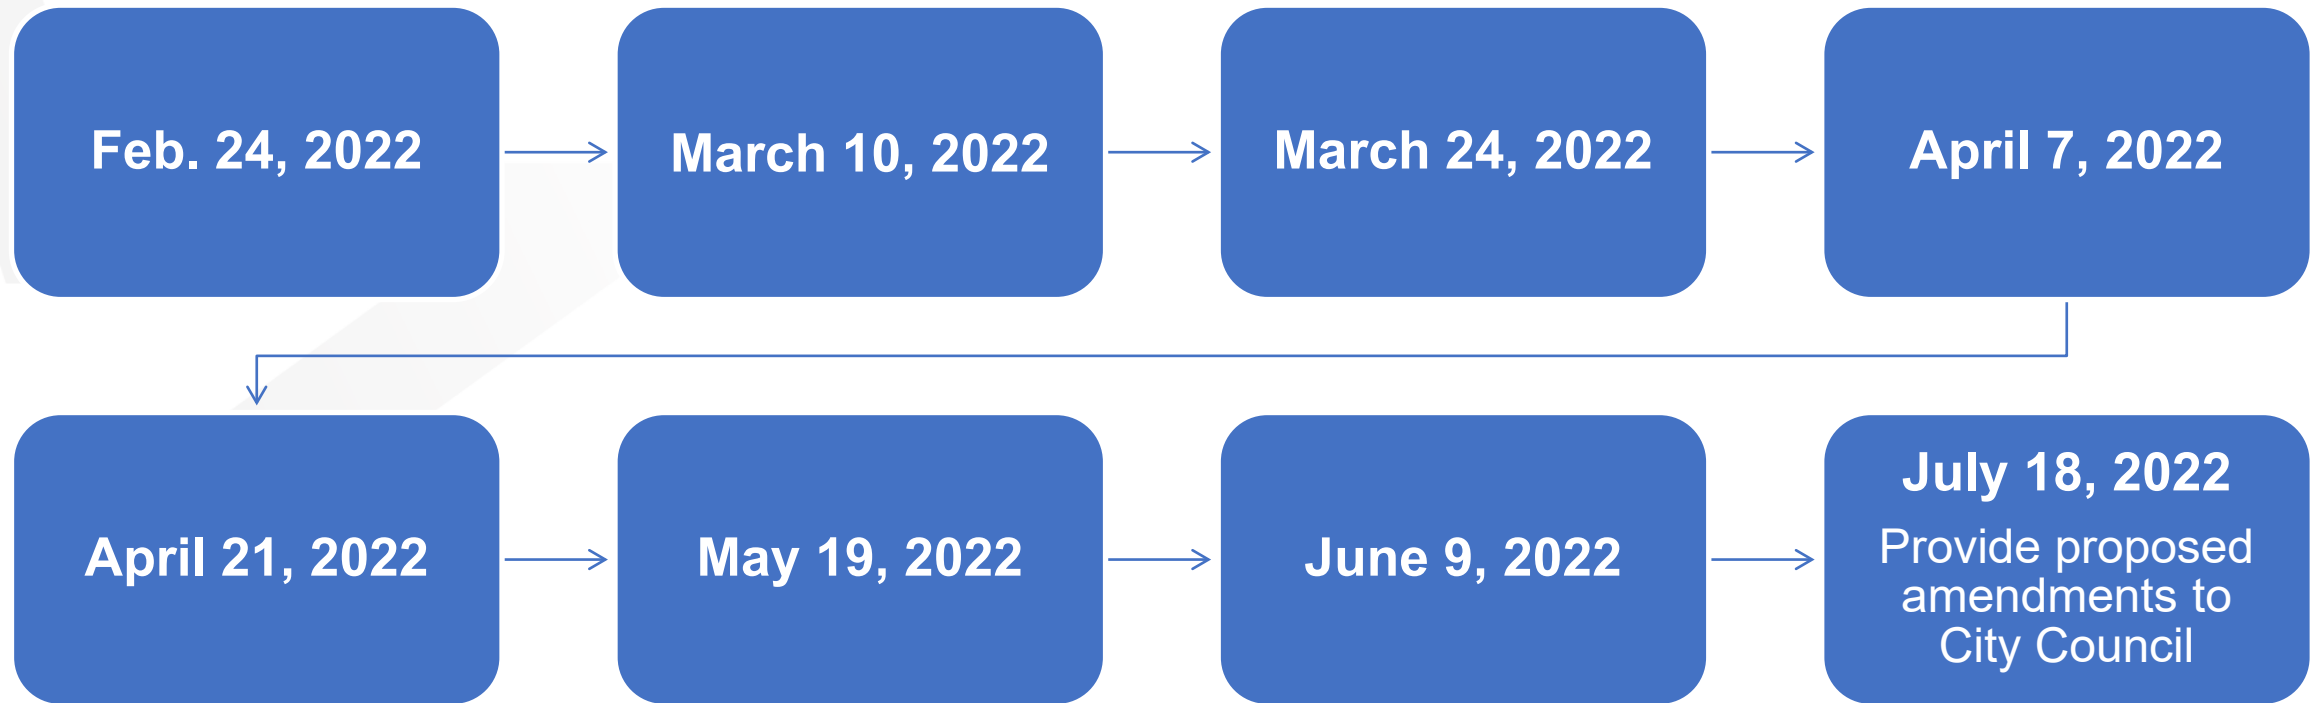 Feb. 24, 2022
March 10, 2022
March 24, 2022
April 7, 2022
April 21, 2022
May 19, 2022
June 9, 2022
July 18, 2022
Provide proposed
amendments to
City Council